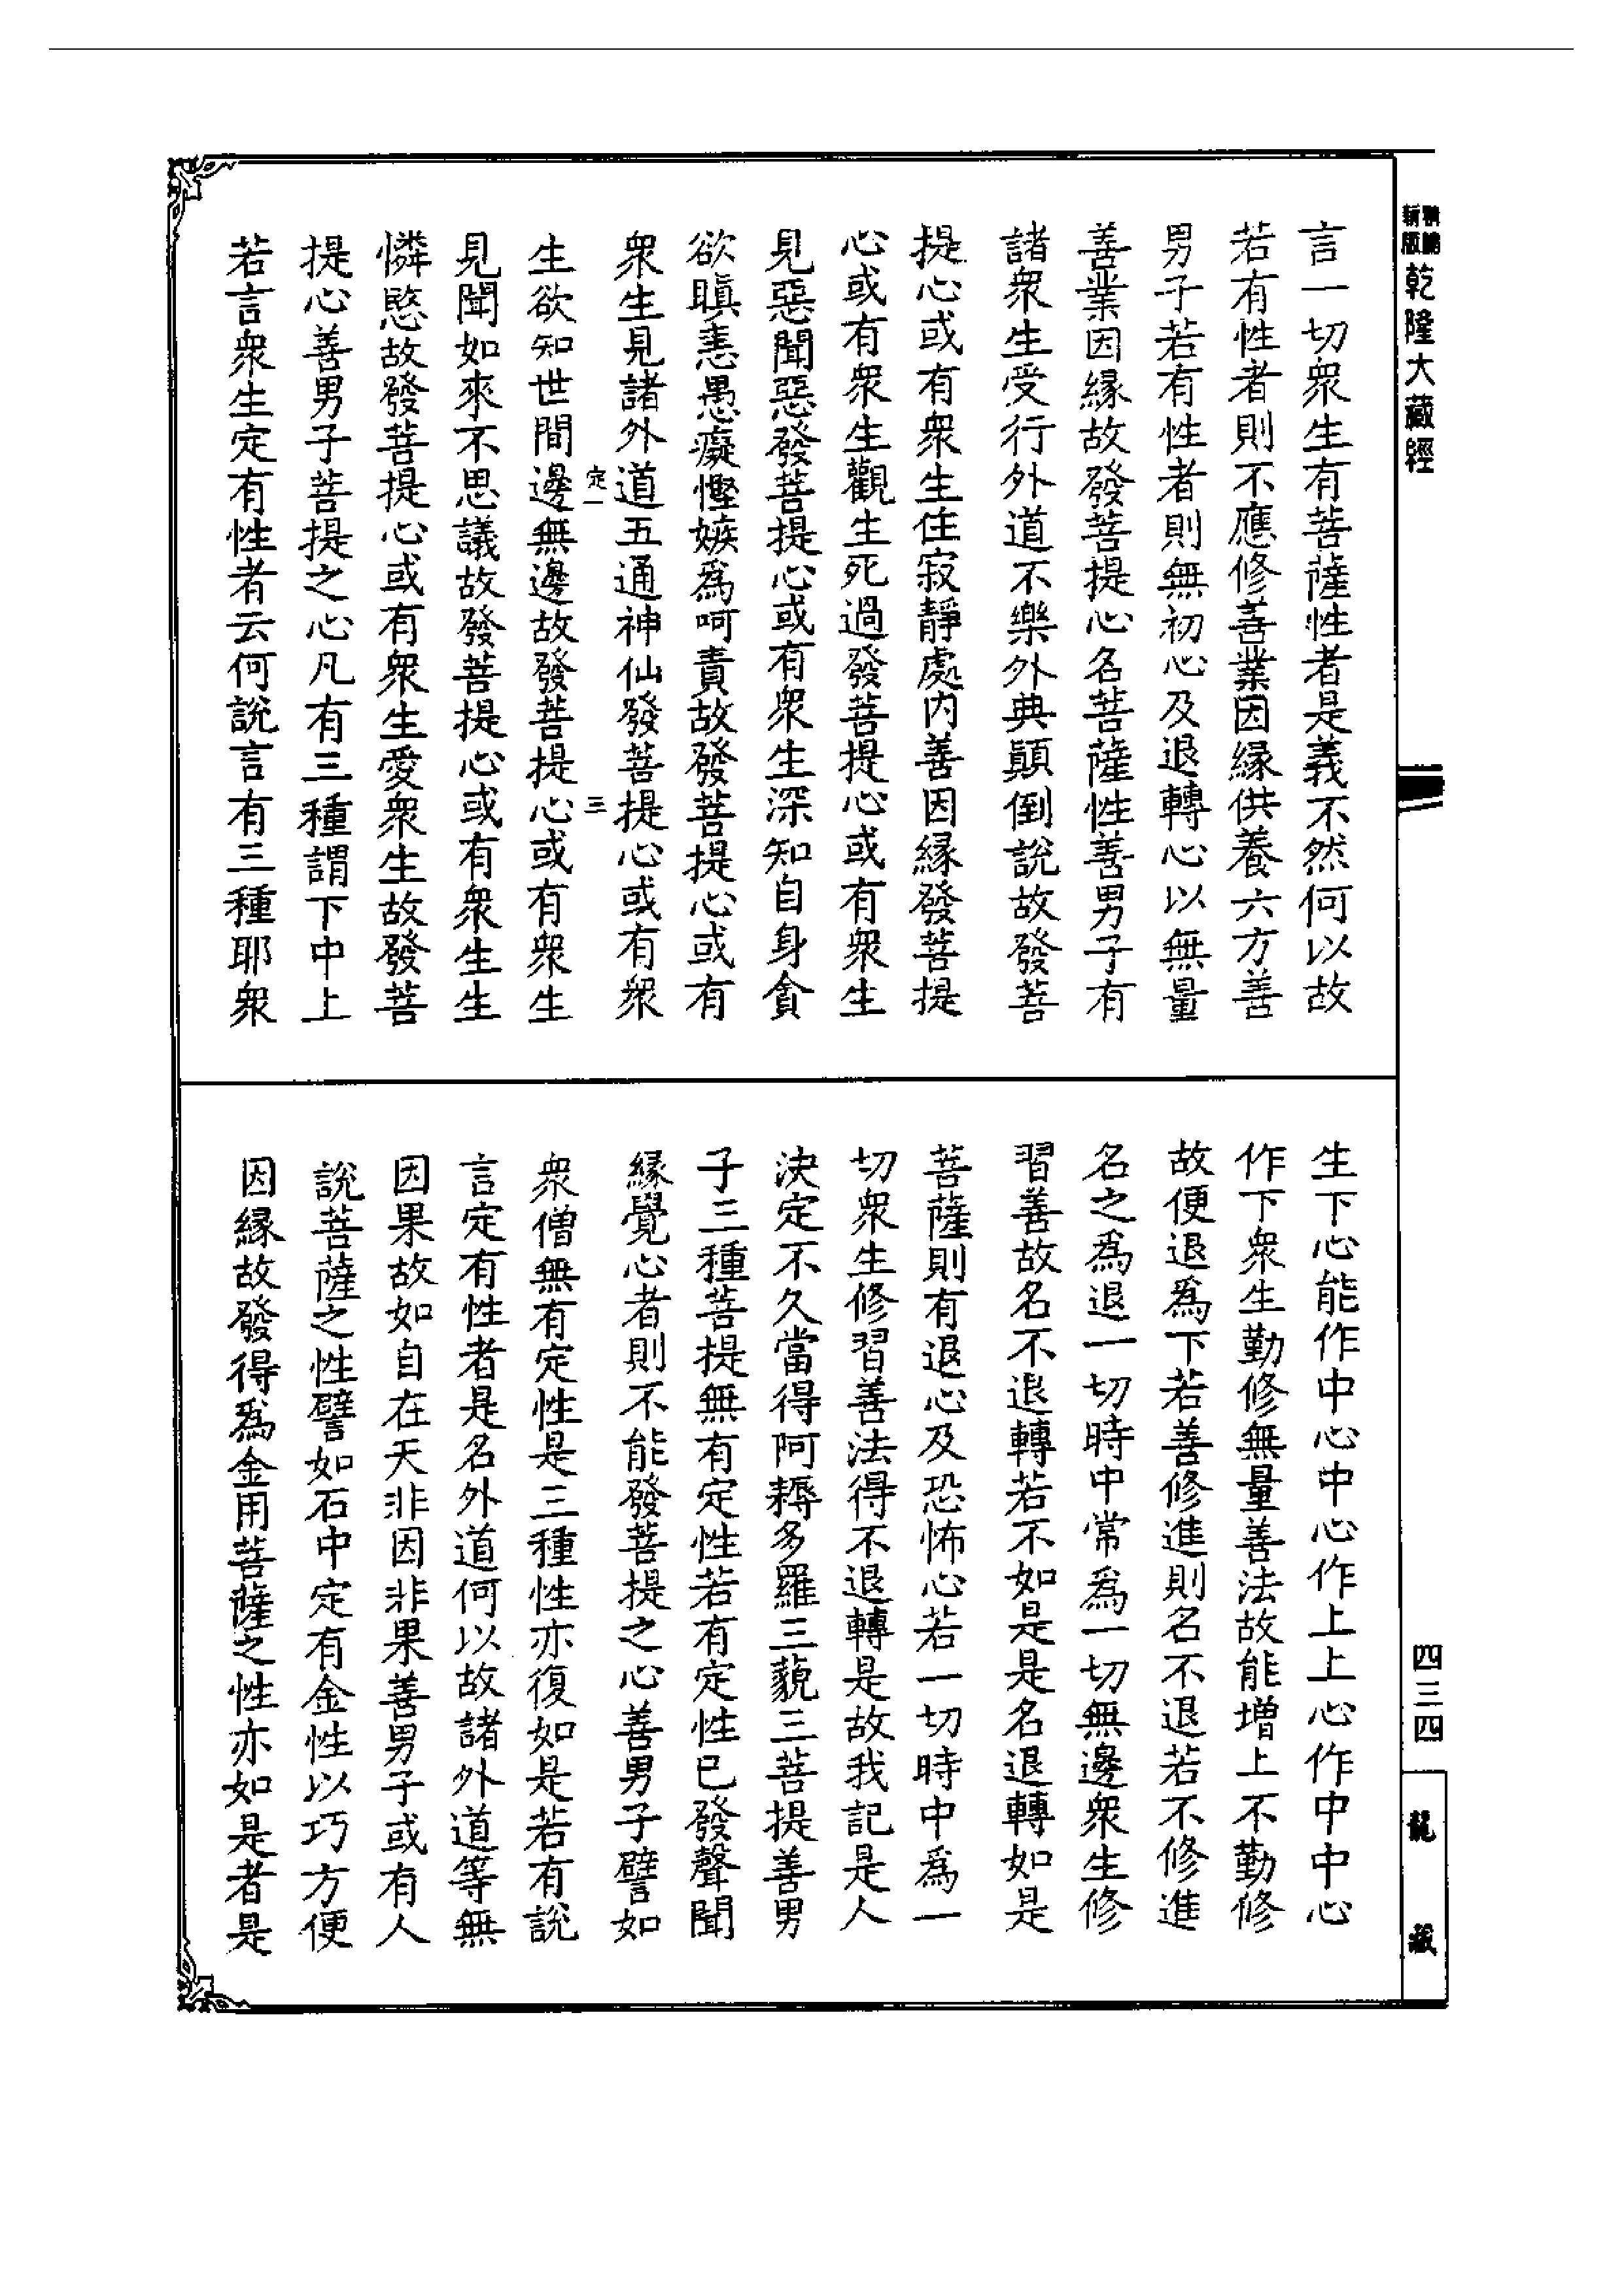 新版
乾隆大藏經
言一切衆生有菩薩性者是義不然何以故
若有性者則不應修善業因緣供養六方善
男子若有性者則無初心及退轉心以無量
善業因緣故發菩提心名菩薩性善男子有
諸衆生受行外道不樂外典顛倒說故發菩
提心或有衆生住寂靜處內善因緣發菩提
心或有衆生觀生死過發菩提心或有衆生
見惡聞惡發菩提心或有衆生深知自身貪
欲瞋恚愚癡慳嫉爲呵責故發菩提心或有
衆生見諸外道五通神仙發菩提心或有衆
定一 三
生欲知世間邊無邊故發菩提心或有衆生
見聞如來不思議故發菩提心或有衆生生
憐愍故發菩提心或有衆生愛衆生故發菩
提心善男子菩提之心凡有三種謂下中上
若言衆生定有性者云何說言有三種耶衆
生下心能作中心中心作上上心作中中心
作下衆生勤修無量善法故能增上不勤修
故便退爲下若善修進則名不退若不修進
名之爲退一切時中常爲一切無邊衆生修
習善故名不退轉若不如是是名退轉如是
菩薩則有退心及恐怖心若一切時中爲一
切衆生修習善法得不退轉是故我記是人
決定不久當得阿耨多羅三藐三菩提善男
子三種菩提無有定性若有定性已發聲聞
緣覺心者則不能發菩提之心善男子譬如
衆僧無有定性是三種性亦復如是若有說
言定有性者是名外道何以故諸外道等無
因果故如自在天非因非果善男子或有人
說菩薩之性譬如石中定有金性以巧方便
因緣故發得爲金用菩薩之性亦如是者是
四三四
龍藏